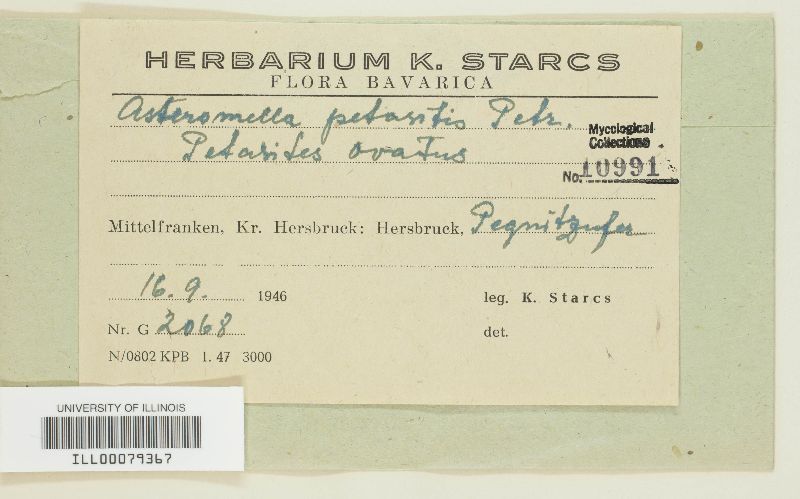 HERBARIUM K. STARCS
FLORA BAVARICA
Asteromella petasitis Petr.
Petasites ovatus
Mycological
Collections
No. 10991
Mittelfranken, Kr. Hersbruck: Hersbruck, Pegnitzufer
16. 9. 1946
leg. K. Starcs
Nr. G 2068
det.
N/0802 KPB 1. 47 3000
UNIVERSITY OF ILLINOIS
ILL00079367